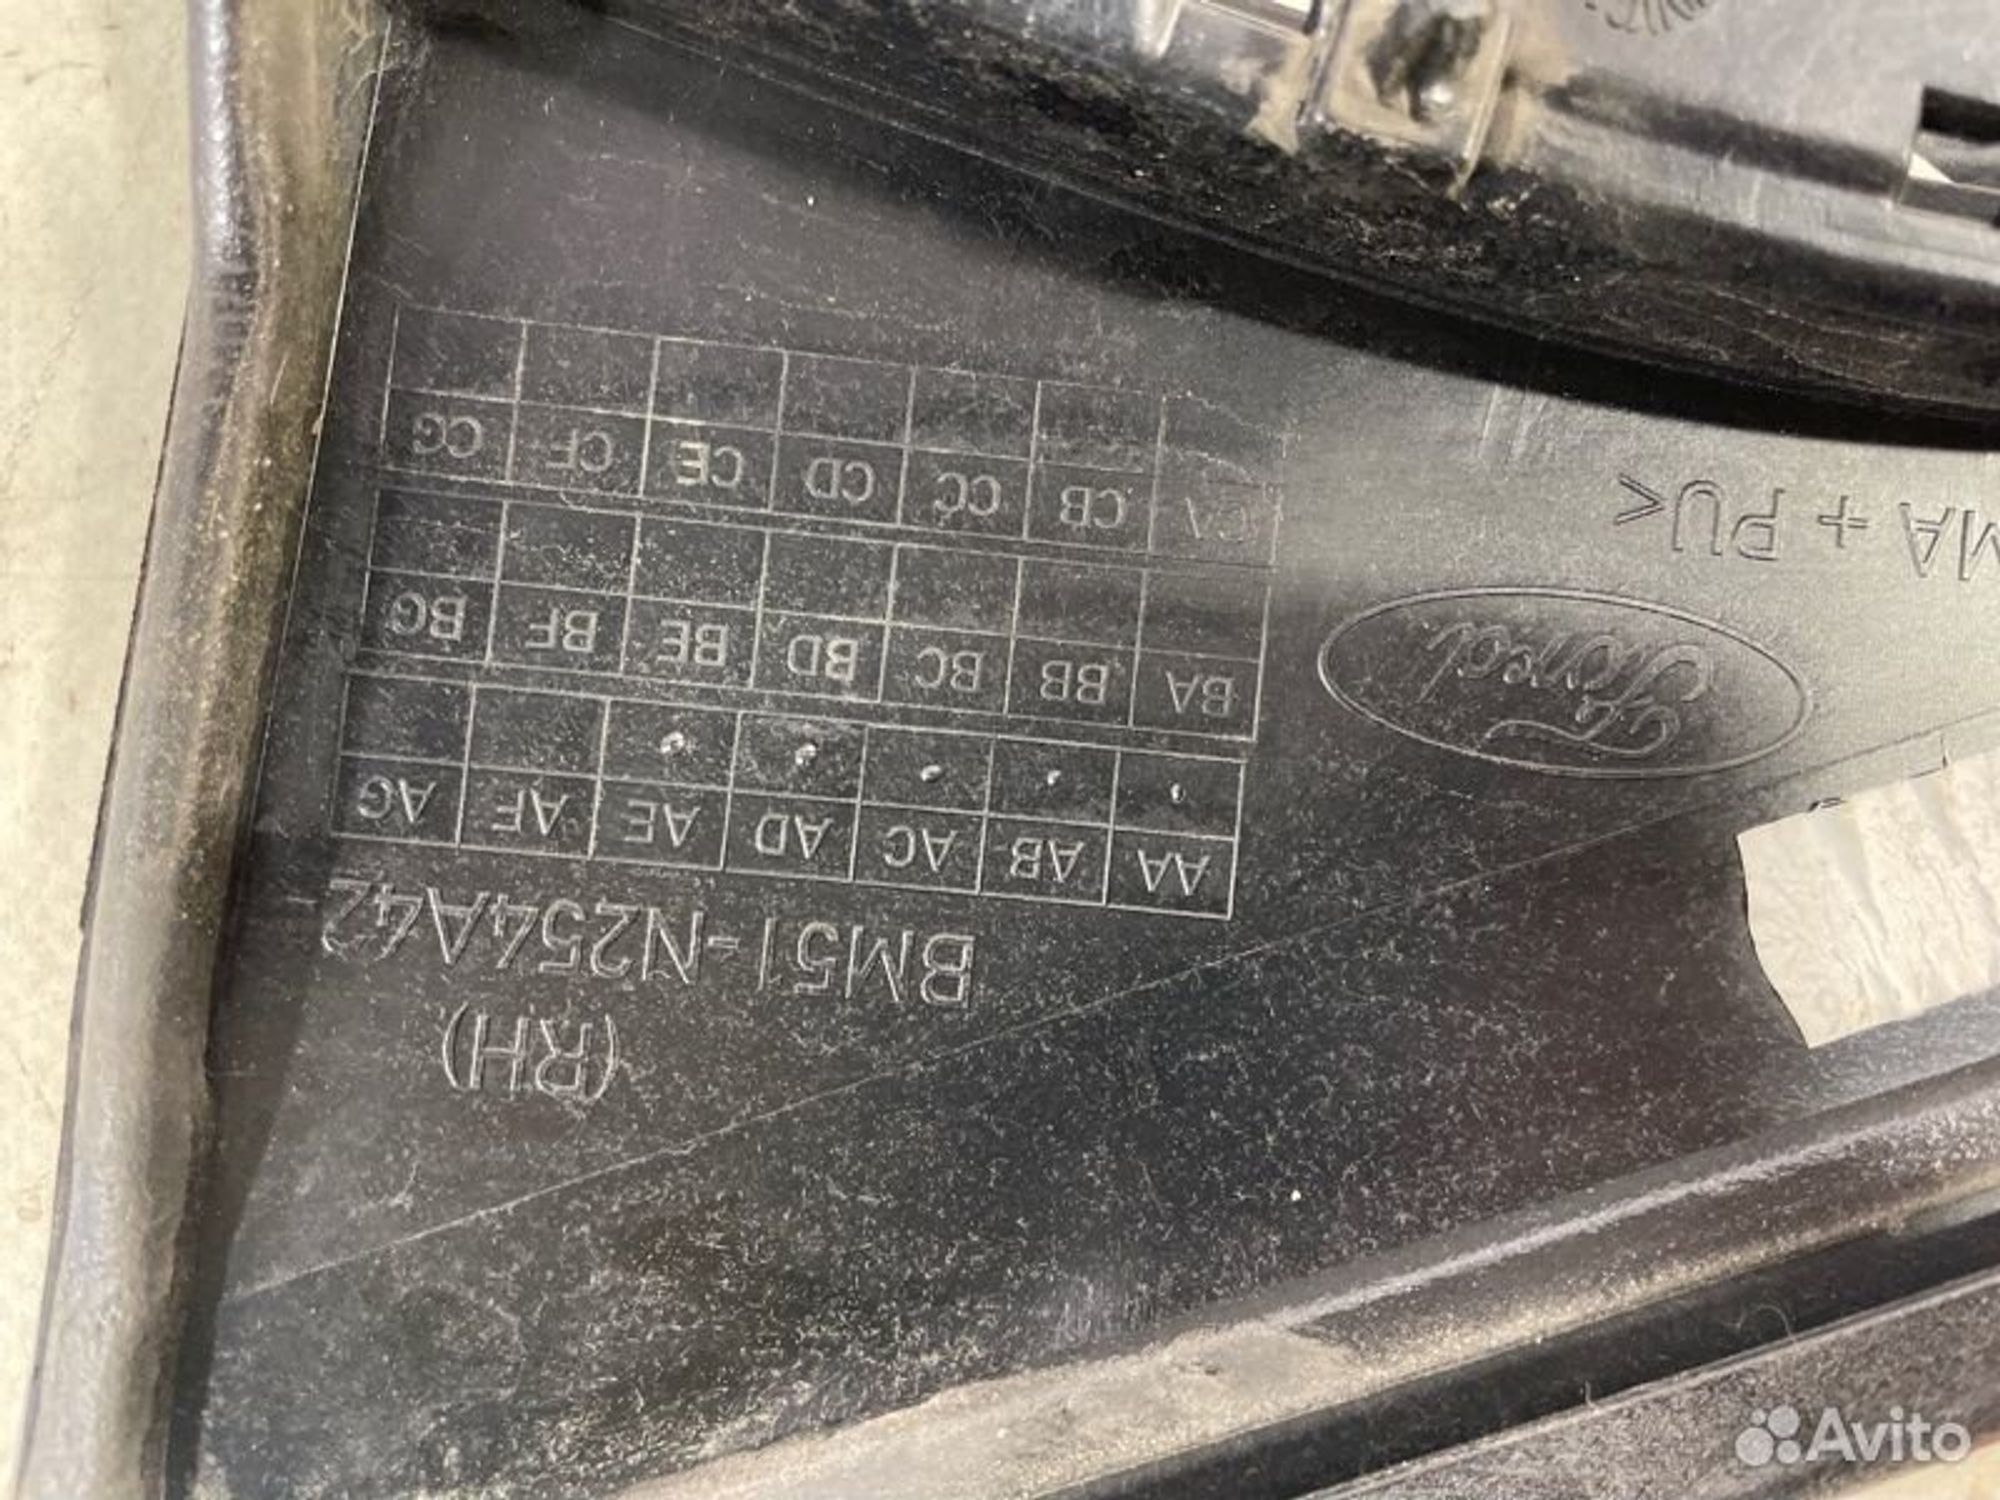 (RH)
BM51-N254A42-
AA AB AC AD AE AF AG
Ford
BA BB BC BD BE BF BG
MA + PU<
CA CB CC CD CE CF CG
Avito